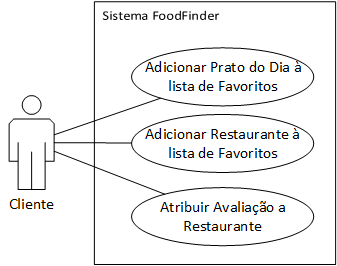 Sistema FoodFinder
Adicionar Prato do Dia à
lista de Favoritos
Adicionar Restaurante à
lista de Favoritos
Cliente
Atribuir Avaliação a
Restaurante